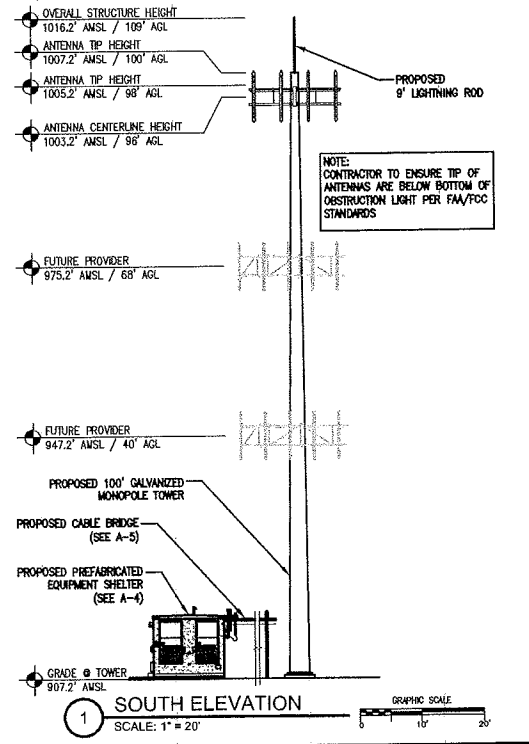 OVERALL STRUCTURE HEIGHT
1016.2' AMSL / 109' AGL
ANTENNA TIP HEIGHT
1007.2' AMSL / 100' AGL
ANTENNA TIP HEIGHT
1005.2' AMSL / 98' AGL
ANTENNA CENTERLINE HEIGHT
1003.2' AMSL / 96' AGL
PROPOSED
9' LIGHTNING ROD
NOTE:
CONTRACTOR TO ENSURE TIP OF
ANTENNAS ARE BELOW BOTTOM OF
OBSTRUCTION LIGHT PER FAA/FCC
STANDARDS
FUTURE PROVIDER
975.2' AMSL / 68' AGL
FUTURE PROVIDER
947.2' AMSL / 40' AGL
PROPOSED 100' GALVANIZED
MONOPOLE TOWER
PROPOSED CABLE BRIDGE
(SEE A-5)
PROPOSED PREFABRICATED
EQUIPMENT SHELTER
(SEE A-4)
GRADE @ TOWER
907.2' AMSL
1 SOUTH ELEVATION
SCALE: 1" = 20'
GRAPHIC SCALE
0 10' 20'